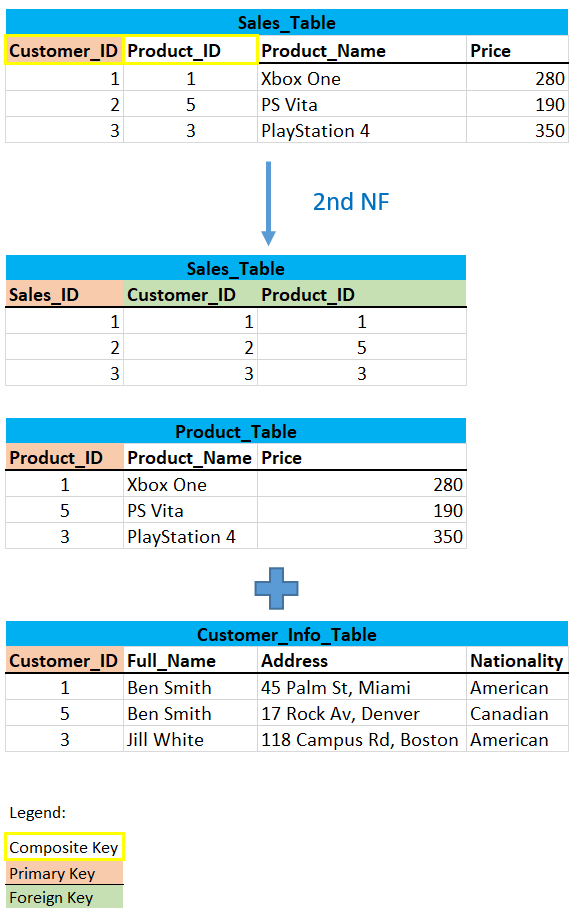 Sales_Table
Customer_ID Product_ID Product_Name Price
1 1 Xbox One 280
2 5 PS Vita 190
3 3 PlayStation 4 350
2nd NF
Sales_Table
Sales_ID Customer_ID Product_ID
1 1 1
2 2 5
3 3 3
Product_Table
Product_ID Product_Name Price
1 Xbox One 280
5 PS Vita 190
3 PlayStation 4 350
Customer_Info_Table
Customer_ID Full_Name Address Nationality
1 Ben Smith 45 Palm St, Miami American
5 Ben Smith 17 Rock Av, Denver Canadian
3 Jill White 118 Campus Rd, Boston American
Legend:
Composite Key
Primary Key
Foreign Key